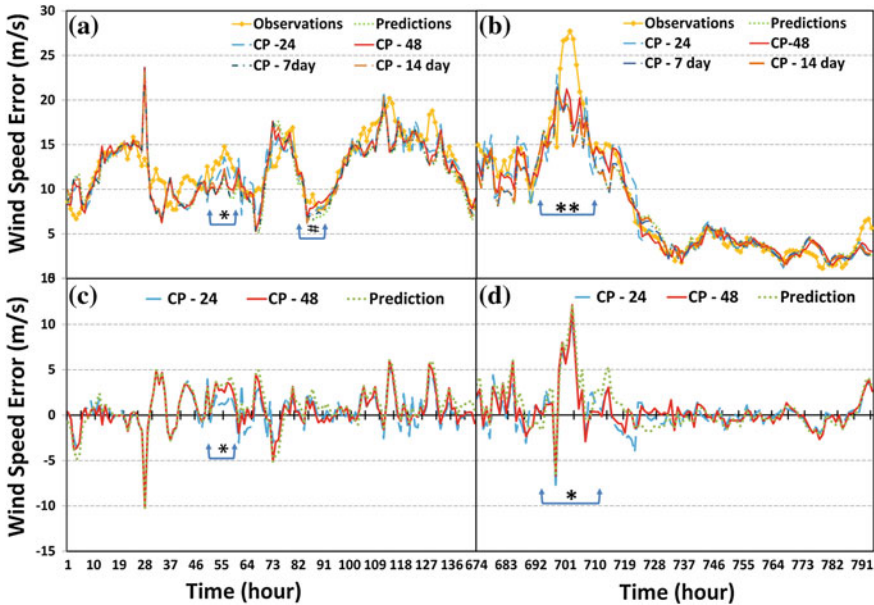 30
25
20
15
10
5
Wind Speed Error (m/s)
(a)
Observations
Predictions
CP -24
CP - 48
CP - 7day
CP - 14 day
*
#
(b)
Observations
Predictions
CP - 24
CP-48
CP - 7 day
CP - 14 day
**
10
5
0
-5
-10
-15
Wind Speed Error (m/s)
(c)
CP - 24
CP - 48
Prediction
*
(d)
CP - 24
CP - 48
Prediction
*
1 10 19 28 37 46 55 64 73 82 91 100 109 118 127 136 674 683 692 701 710 719 728 737 746 755 764 773 782 791
Time (hour)
Time (hour)